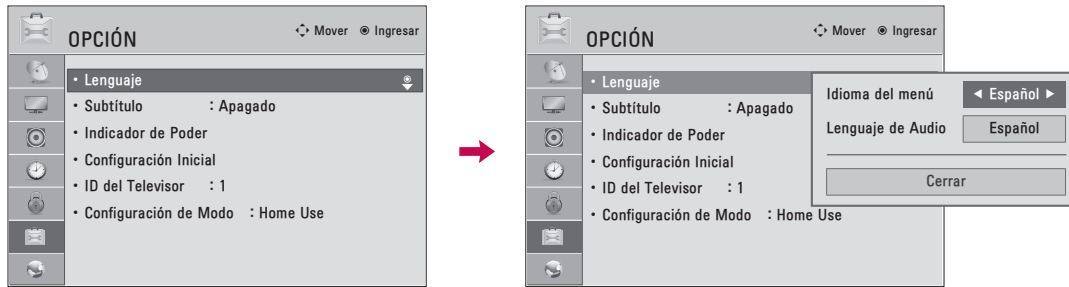 OPCIÓN
Mover Ingresar
• Lenguaje
• Subtítulo : Apagado
• Indicador de Poder
• Configuración Inicial
• ID del Televisor : 1
• Configuración de Modo : Home Use
OPCIÓN
Mover Ingresar
• Lenguaje
• Subtítulo : Apagado
• Indicador de Poder
• Configuración Inicial
• ID del Televisor : 1
• Configuración de Modo : Home Use
Idioma del menú ◄ Español ►
Lenguaje de Audio Español
Cerrar